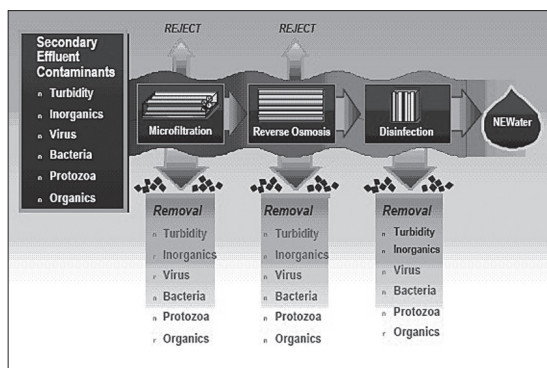 REJECT
REJECT
Secondary
Effluent
Contaminants
Turbidity
Inorganics
Virus
Bacteria
Protozoa
Organics
Microfiltration
Reverse Osmosis
Disinfection
NEWater
Removal
Turbidity
Inorganics
Virus
Bacteria
Protozoa
Organics
Removal
Turbidity
Inorganics
Virus
Bacteria
Protozoa
Organics
Removal
Turbidity
Inorganics
Virus
Bacteria
Protozoa
Organics